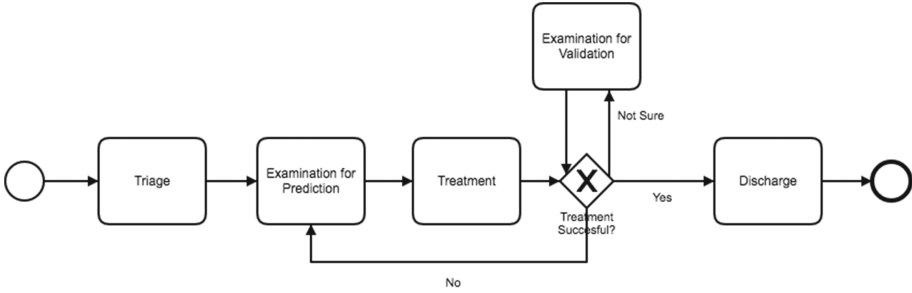 Examination for
Validation
Not Sure
Triage
Examination for
Prediction
Treatment
X
Discharge
Yes
Treatment
Succesful?
No